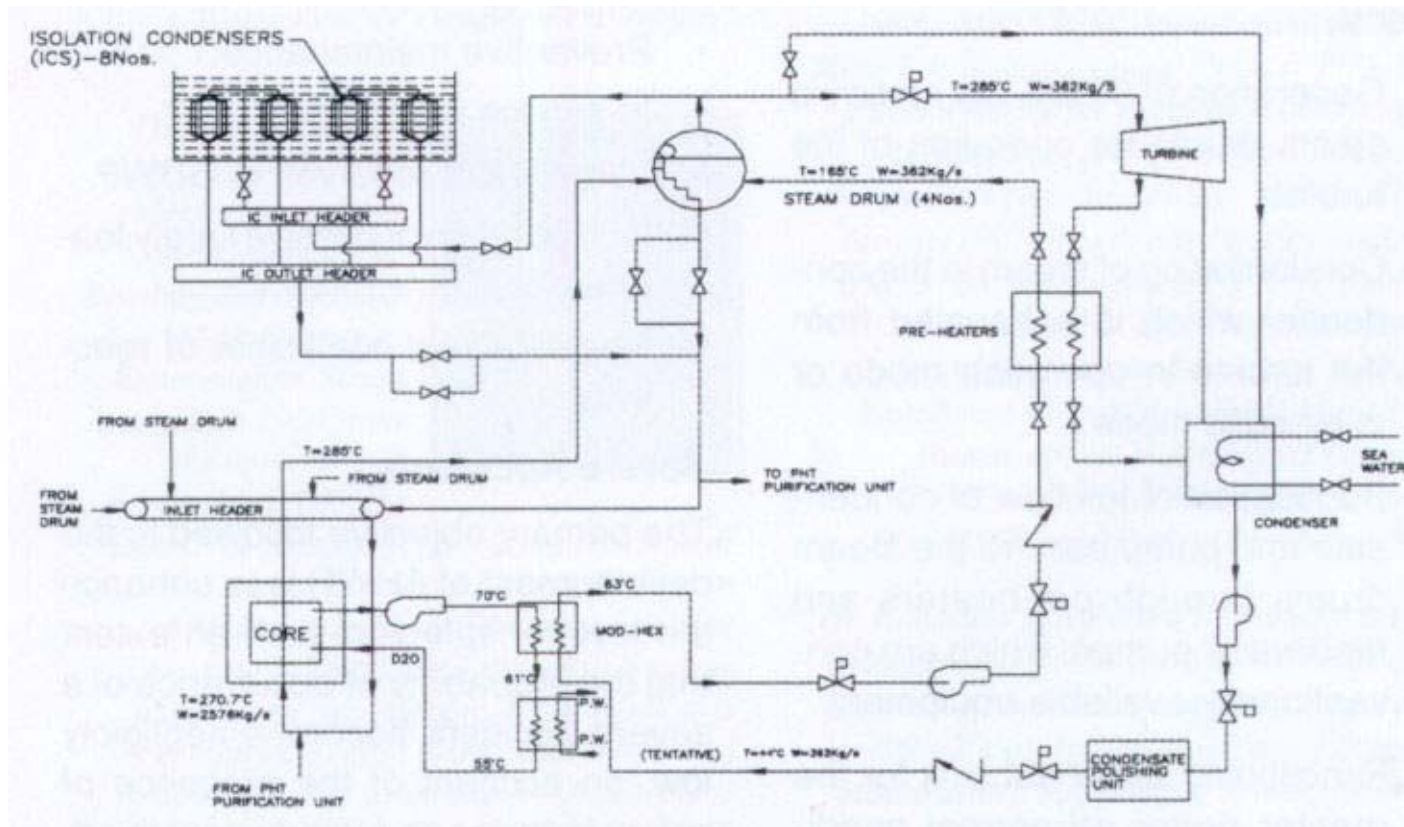 ISOLATION CONDENSERS
(ICS)-8Nos.
T=285°C W=362Kg/S
TURBINE
T=165°C W=362Kg/s
STEAM DRUM (4Nos.)
IC INLET HEADER
IC OUTLET HEADER
PRE-HEATERS
FROM STEAM DRUM
T=285°C
FROM STEAM DRUM
TO PHT
PURIFICATION UNIT
SEA
WATER
FROM
STEAM
DRUM
INLET HEADER
CONDENSER
70°C
63°C
CORE
MOD-HEX
D2O
61°C
T=270.7°C
W=2576Kg/s
P.W.
P.W.
55°C
(TENTATIVE)
CONDENSATE
POLISHING
UNIT
FROM PHT
PURIFICATION UNIT